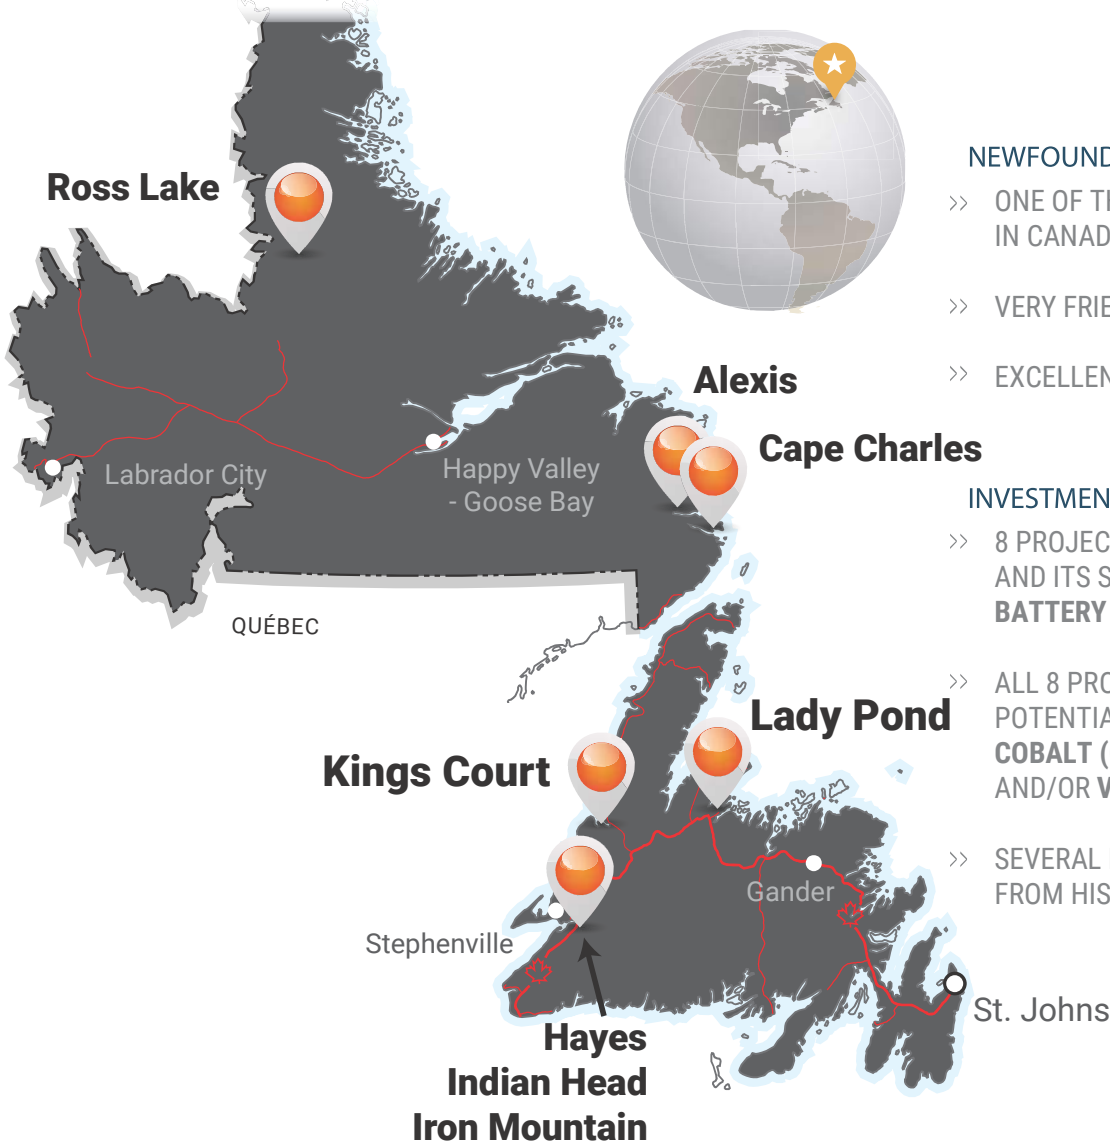 Ross Lake
Alexis
Cape Charles
Labrador City
Happy Valley
- Goose Bay
QUÉBEC
Lady Pond
Kings Court
Gander
Stephenville
St. Johns
Hayes
Indian Head
Iron Mountain
NEWFOUND
>> ONE OF TH
IN CANAD
>> VERY FRIE
>> EXCELLEN
INVESTMEN
>> 8 PROJEC
AND ITS S
BATTERY
>> ALL 8 PRO
POTENTIA
COBALT (
AND/OR V
>> SEVERAL
FROM HIS